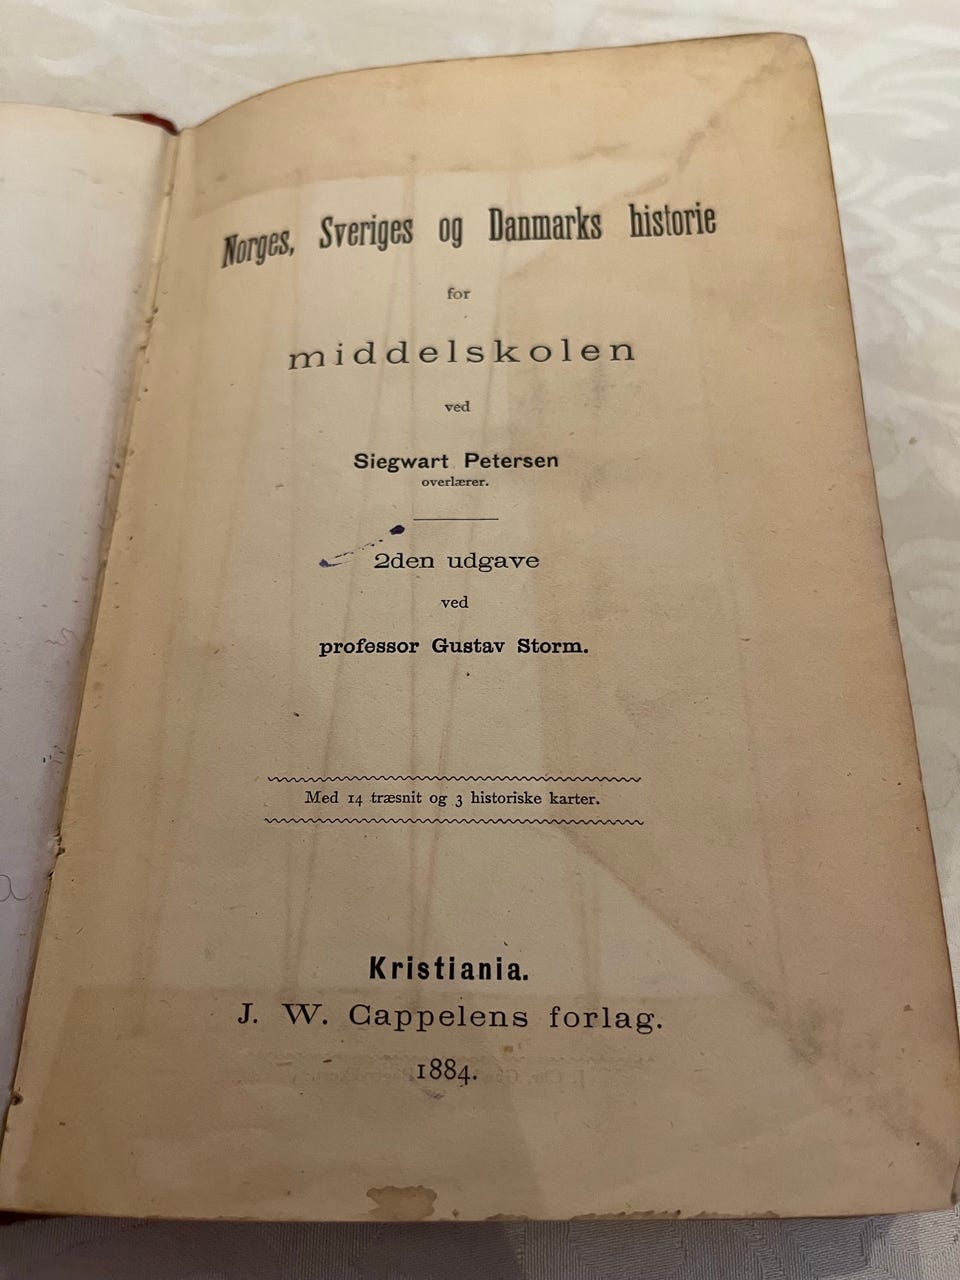 Norges, Sveriges og Danmarks historie
for
middelskolen
ved
Siegwart Petersen
overlærer.
2den udgave
ved
professor Gustav Storm.
Med 14 træsnit og 3 historiske karter.
Kristiania.
J. W. Cappelens forlag.
1884.